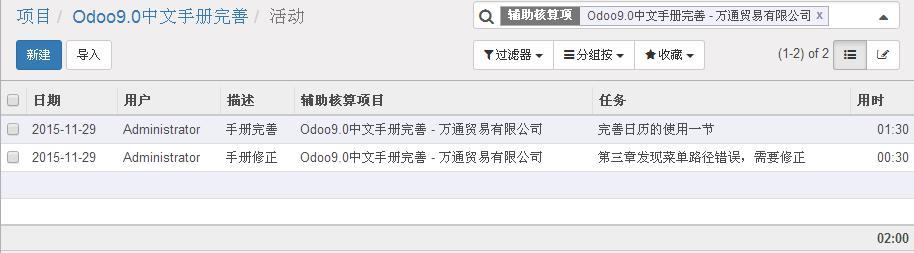 项目 / Odoo9.0中文手册完善 / 活动
辅助核算项 Odoo9.0中文手册完善 - 万通贸易有限公司 x
新建 导入 过滤器 分组按 收藏 (1-2) of 2
日期 用户 描述 辅助核算项目 任务 用时
2015-11-29 Administrator 手册完善 Odoo9.0中文手册完善 - 万通贸易有限公司 完善日历的使用一节 01:30
2015-11-29 Administrator 手册修正 Odoo9.0中文手册完善 - 万通贸易有限公司 第三章发现菜单路径错误，需要修正 00:30
02:00